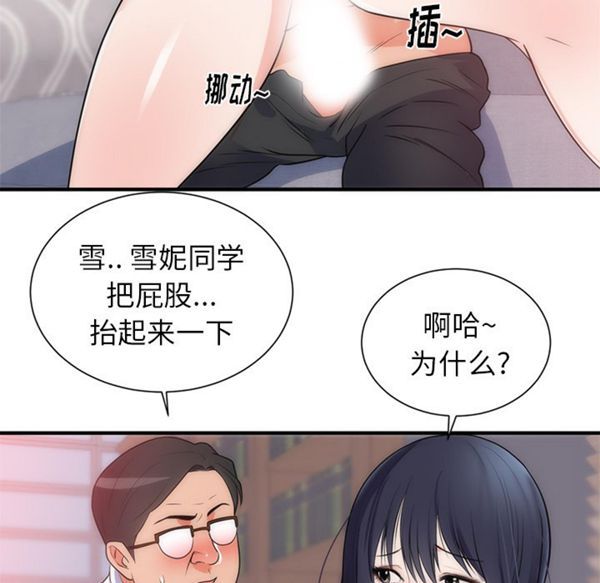 插~
挪动~
雪.. 雪妮同学
把屁股...
抬起来一下
啊哈~
为什么?